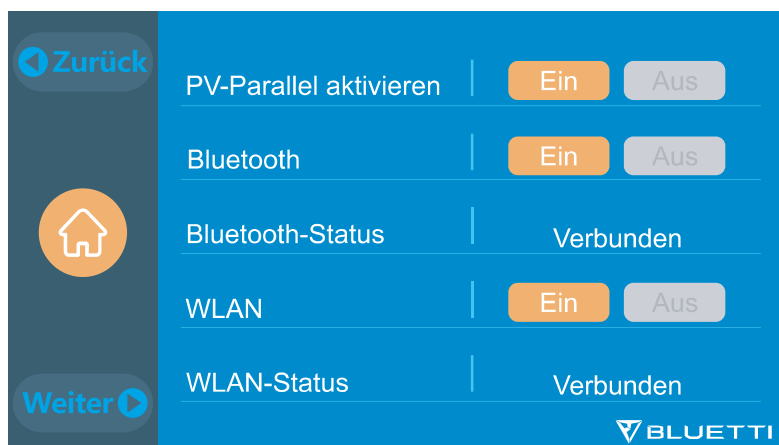 Zurück
PV-Parallel aktivieren Ein Aus
Bluetooth Ein Aus
Bluetooth-Status Verbunden
WLAN Ein Aus
WLAN-Status Verbunden
Weiter
BLUETTI